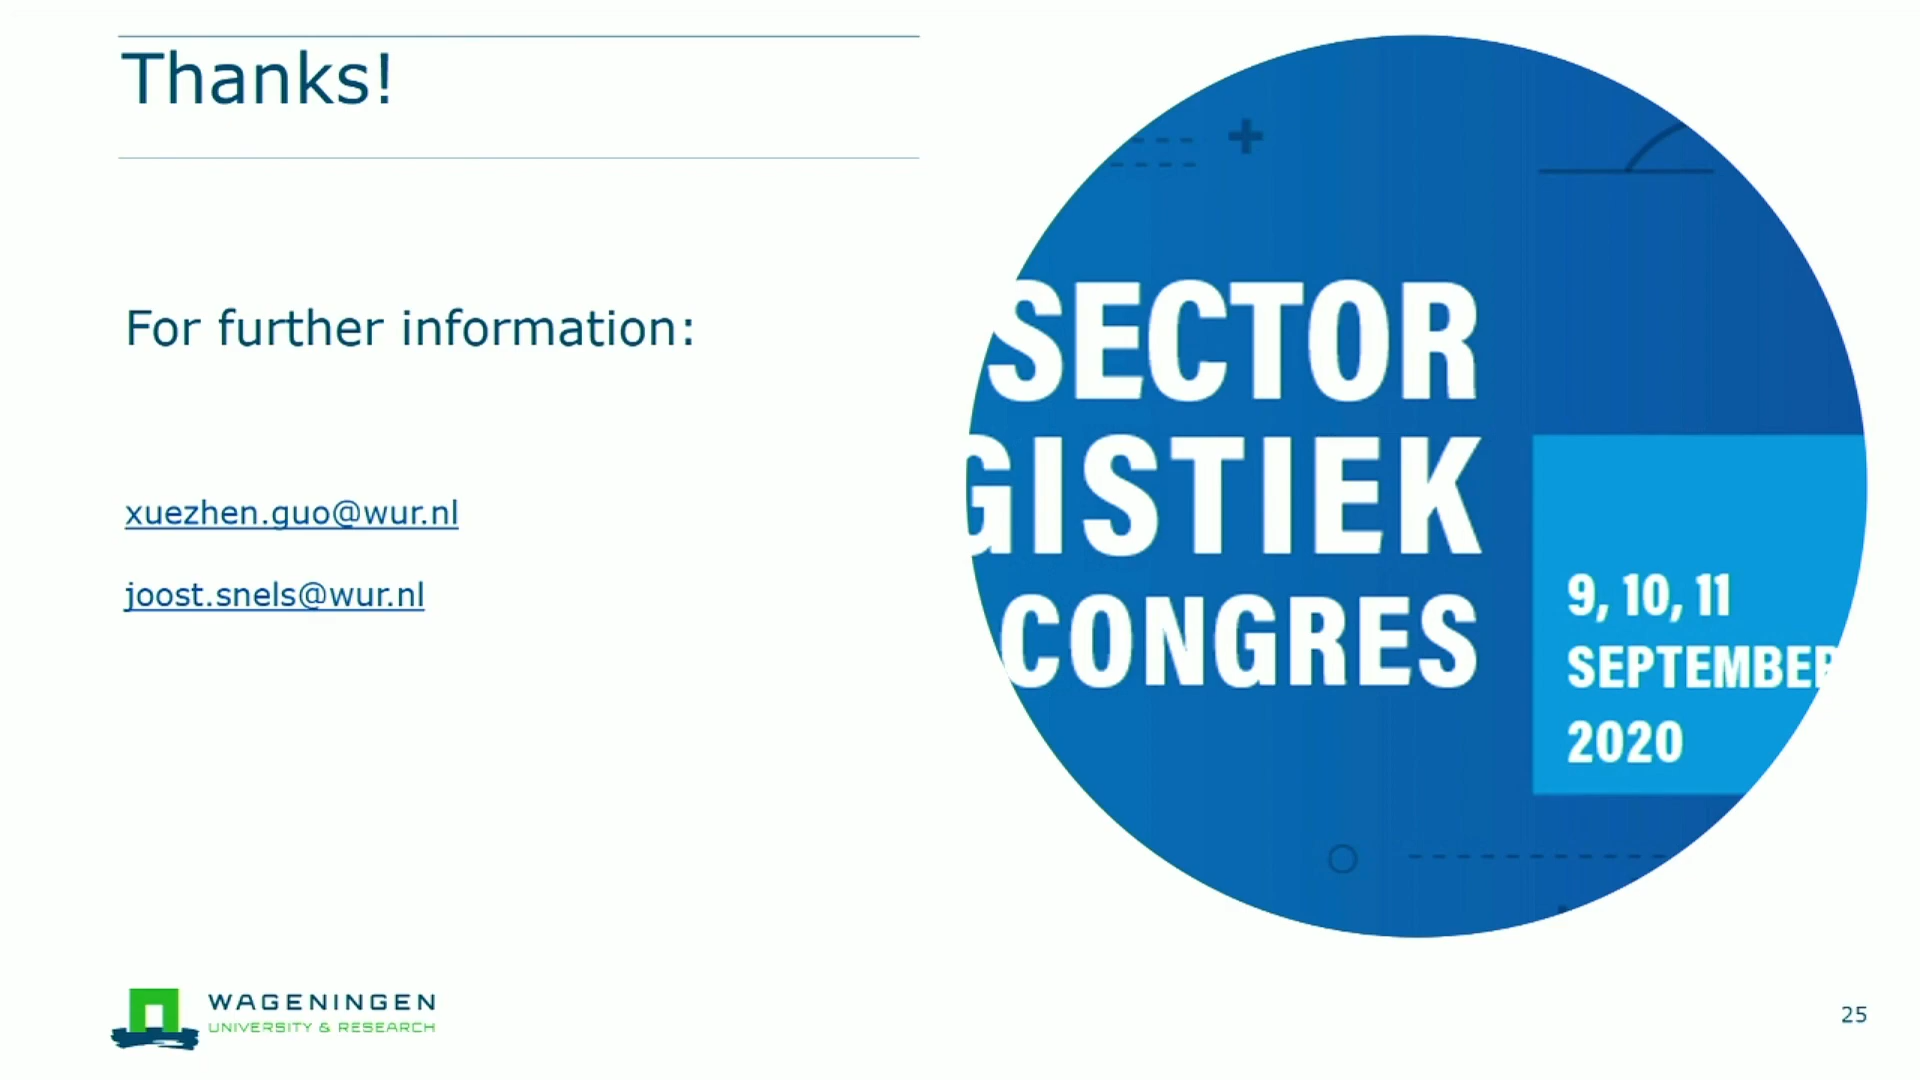 Thanks!
For further information:
xuezhen.guo@wur.nl
joost.snels@wur.nl
SECTOR
GISTIEK
CONGRES
9, 10, 11
SEPTEMBER
2020
WAGENINGEN
UNIVERSITY & RESEARCH
25